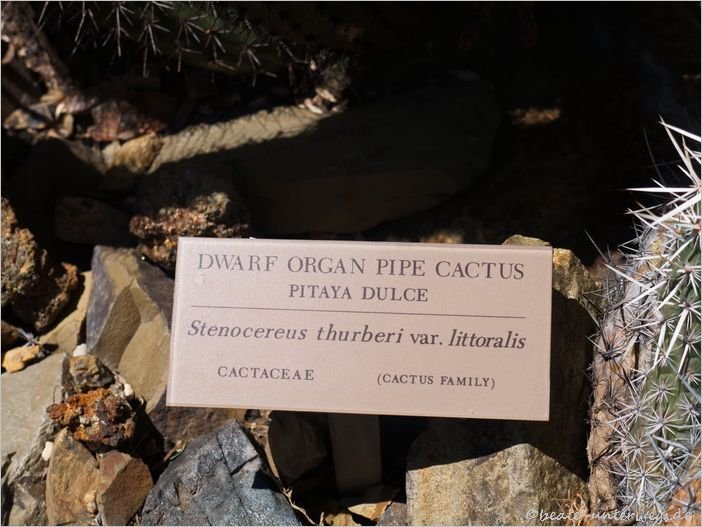 DWARF ORGAN PIPE CACTUS
PITAYA DULCE
Stenocereus thurberi var. littoralis
CACTACEAE (CACTUS FAMILY)
©beate-unterwegs.de